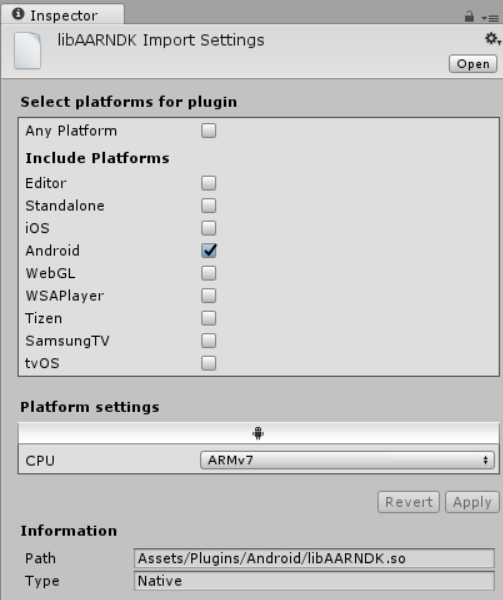 Inspector
libAARNDK Import Settings
Open
Select platforms for plugin
Any Platform
Include Platforms
Editor
Standalone
iOS
Android
WebGL
WSAPlayer
Tizen
SamsungTV
tvOS
Platform settings
CPU ARMv7
Revert Apply
Information
Path Assets/Plugins/Android/libAARNDK.so
Type Native